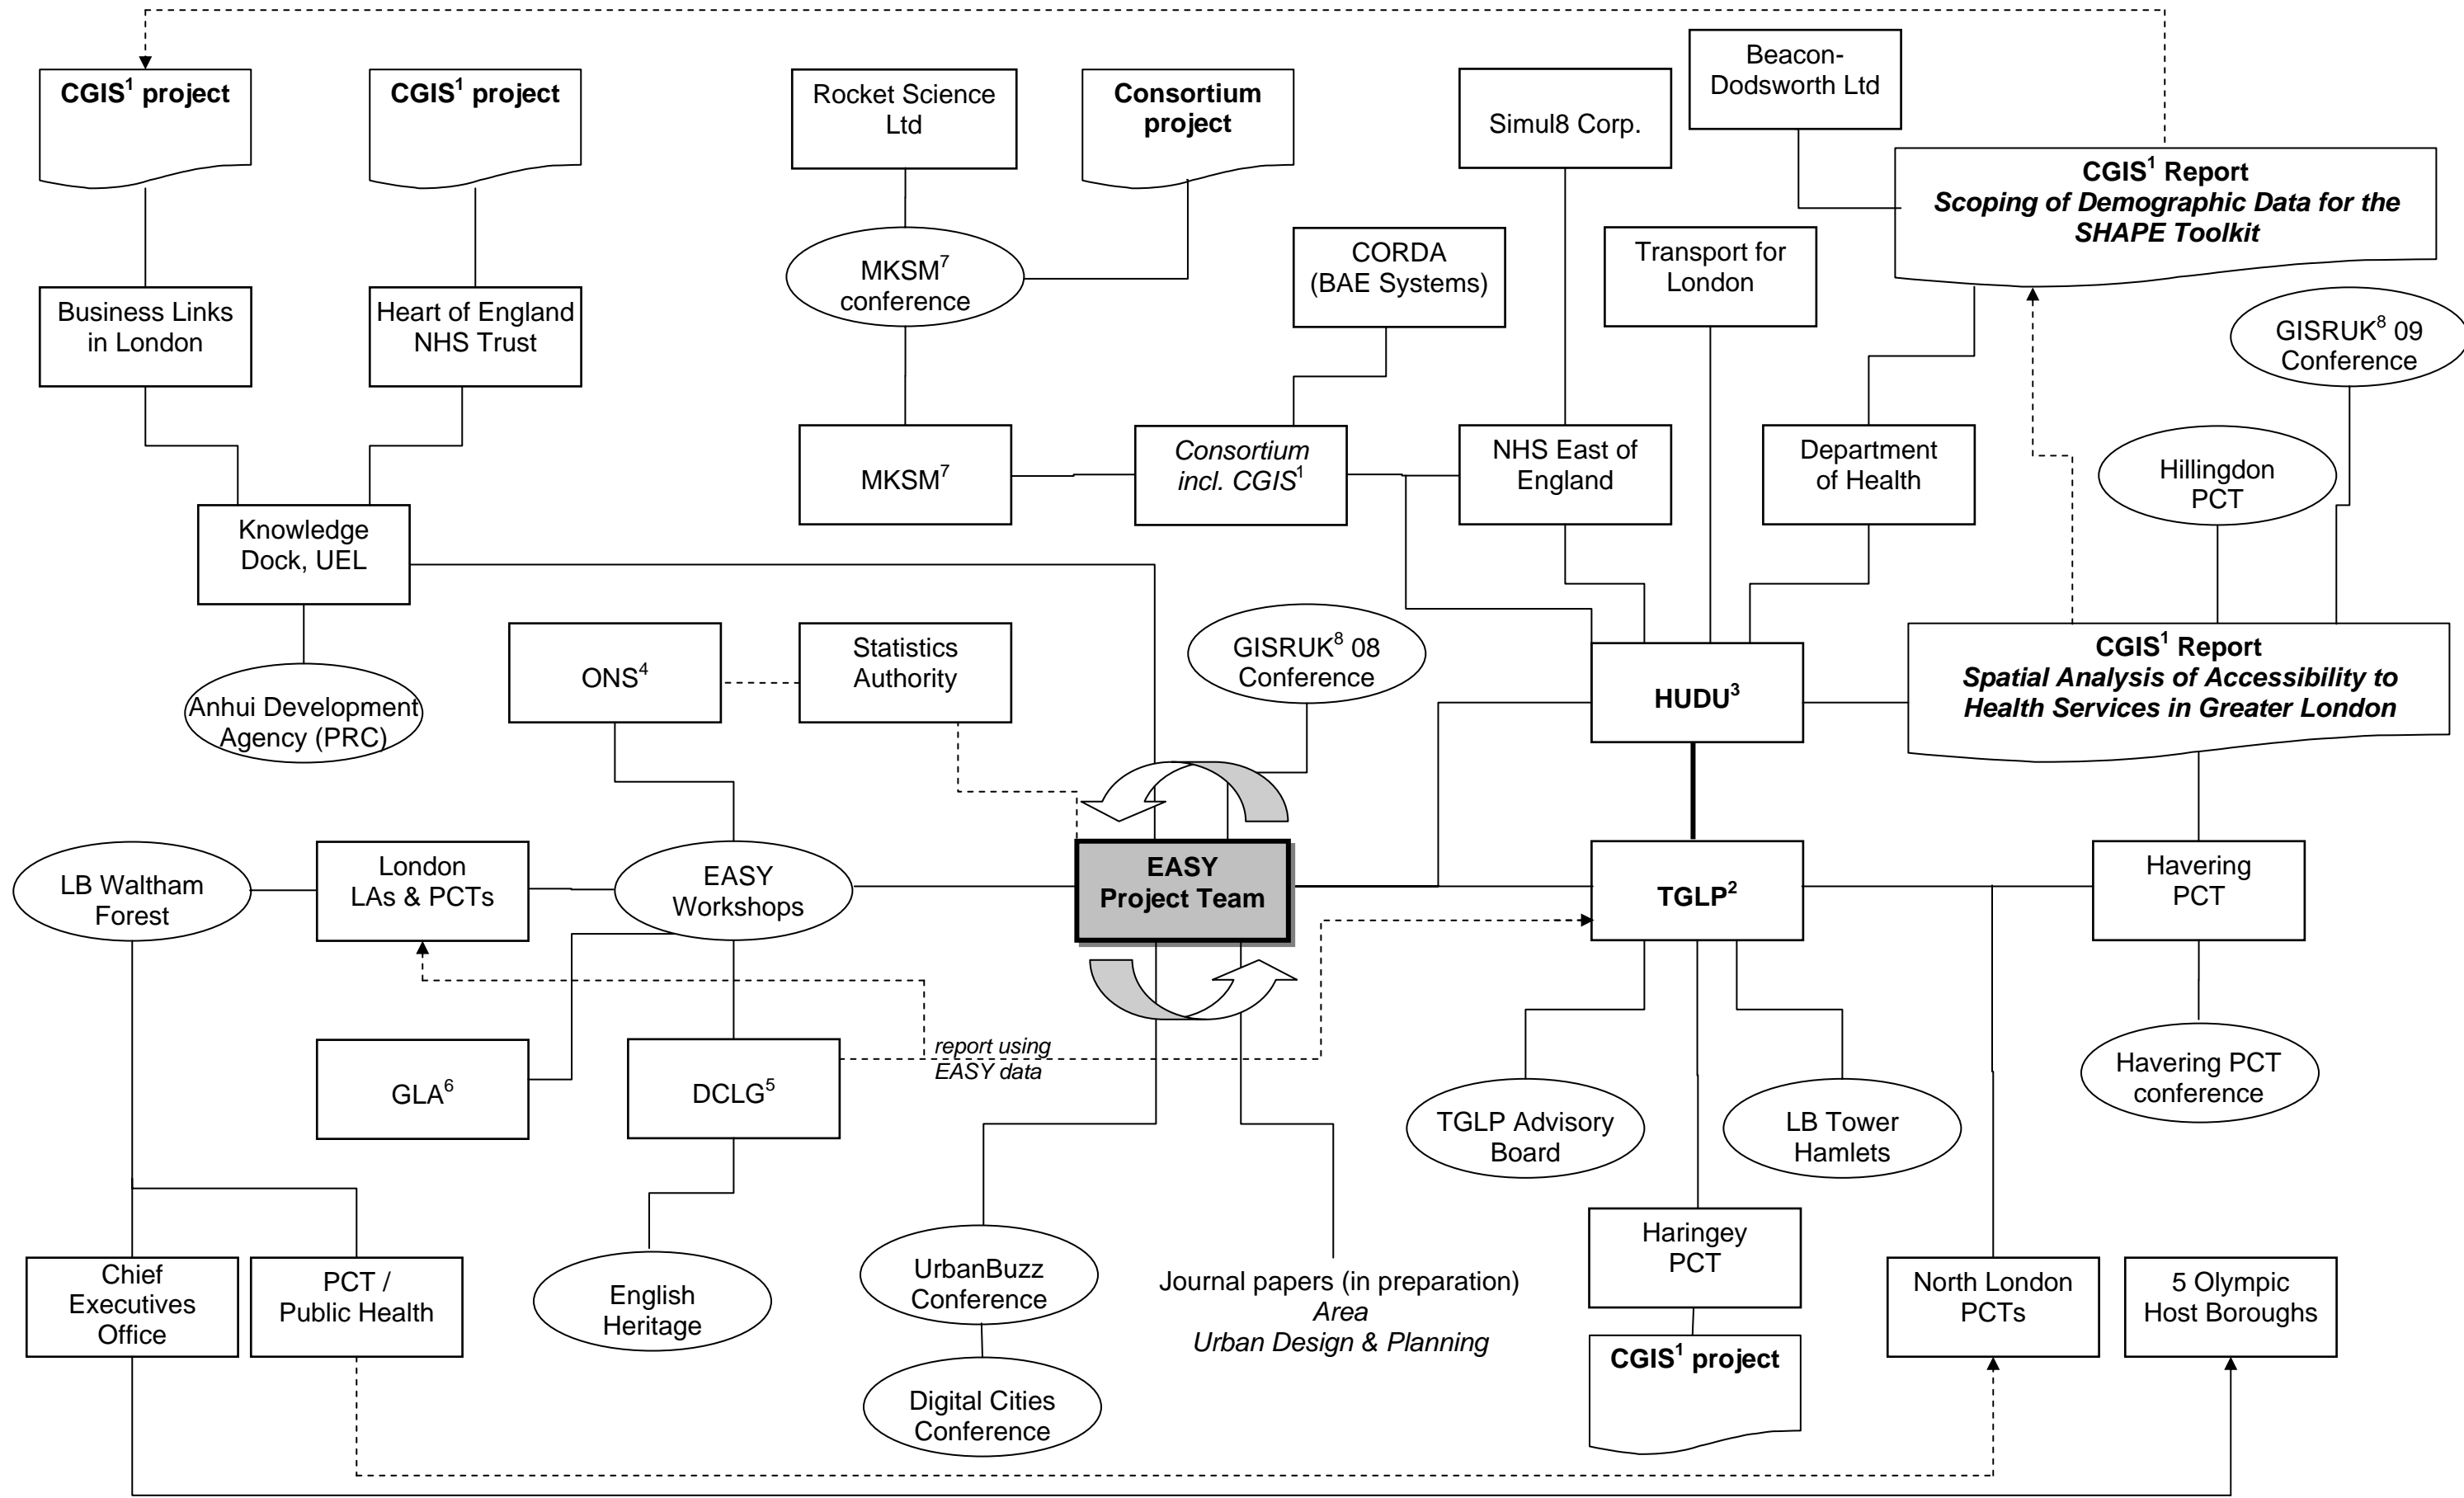 CGIS¹ project
CGIS¹ project
Rocket Science
Ltd
Consortium
project
Simul8 Corp.
Beacon-
Dodsworth Ltd
CGIS¹ Report
Scoping of Demographic Data for the
SHAPE Toolkit
MKSM⁷
conference
CORDA
(BAE Systems)
Transport for
London
Business Links
in London
Heart of England
NHS Trust
GISRUK⁸ 09
Conference
MKSM⁷
Consortium
incl. CGIS¹
NHS East of
England
Department
of Health
Hillingdon
PCT
Knowledge
Dock, UEL
ONS⁴
Statistics
Authority
GISRUK⁸ 08
Conference
HUDU³
CGIS¹ Report
Spatial Analysis of Accessibility to
Health Services in Greater London
Anhui Development
Agency (PRC)
LB Waltham
Forest
London
LAs & PCTs
EASY
Workshops
EASY
Project Team
TGLP²
Havering
PCT
GLA⁶
DCLG⁵
report using
EASY data
TGLP Advisory
Board
LB Tower
Hamlets
Havering PCT
conference
Chief
Executives
Office
PCT /
Public Health
English
Heritage
UrbanBuzz
Conference
Journal papers (in preparation)
Area
Urban Design & Planning
Haringey
PCT
North London
PCTs
5 Olympic
Host Boroughs
Digital Cities
Conference
CGIS¹ project